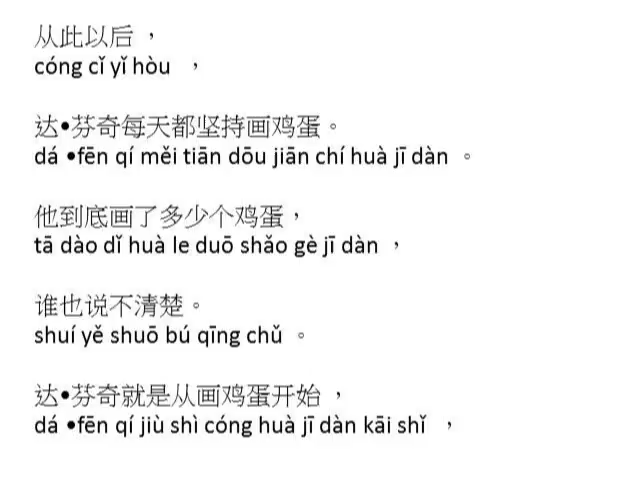 从此以后，
cóng cǐ yǐ hòu ，
达•芬奇每天都坚持画鸡蛋。
dá •fēn qí měi tiān dōu jiān chí huà jī dàn 。
他到底画了多少个鸡蛋，
tā dào dǐ huà le duō shǎo gè jī dàn ，
谁也说不清楚。
shuí yě shuō bú qīng chǔ 。
达•芬奇就是从画鸡蛋开始，
dá •fēn qí jiù shì cóng huà jī dàn kāi shǐ ，